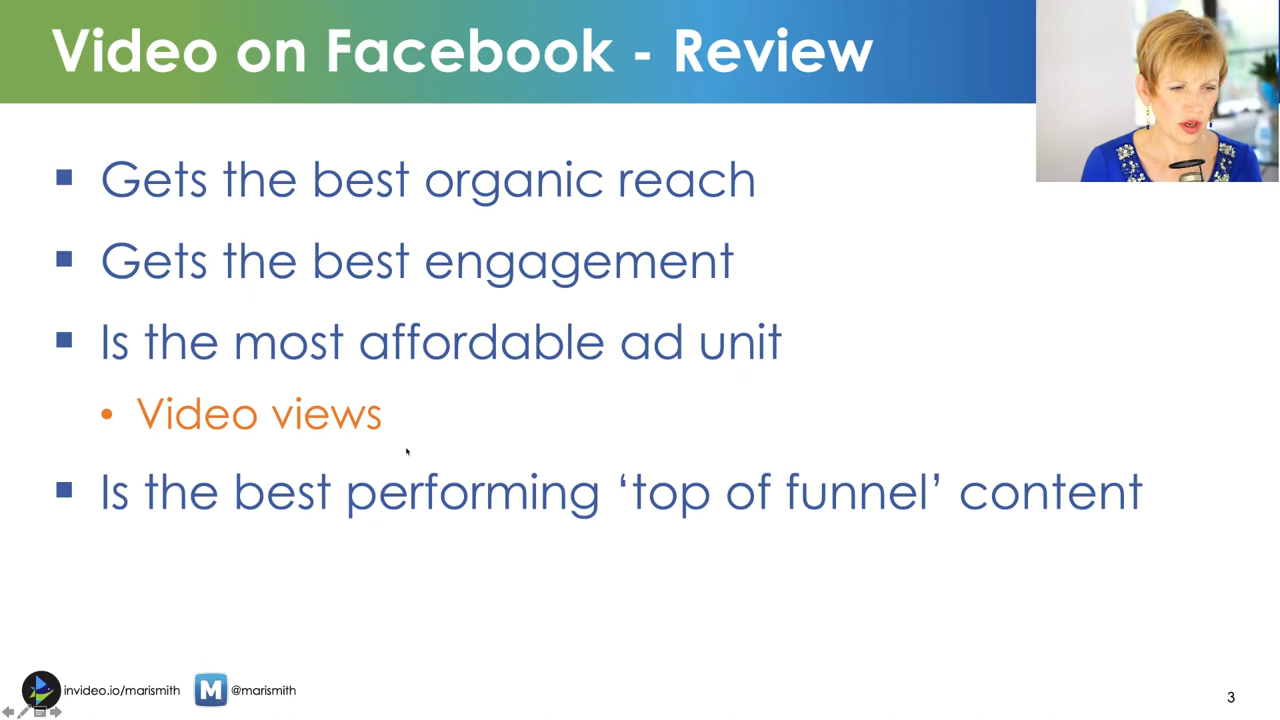 Video on Facebook - Review
Gets the best organic reach
Gets the best engagement
Is the most affordable ad unit
Video views
Is the best performing ‘top of funnel’ content
invideo.io/marismith
M
@marismith
3